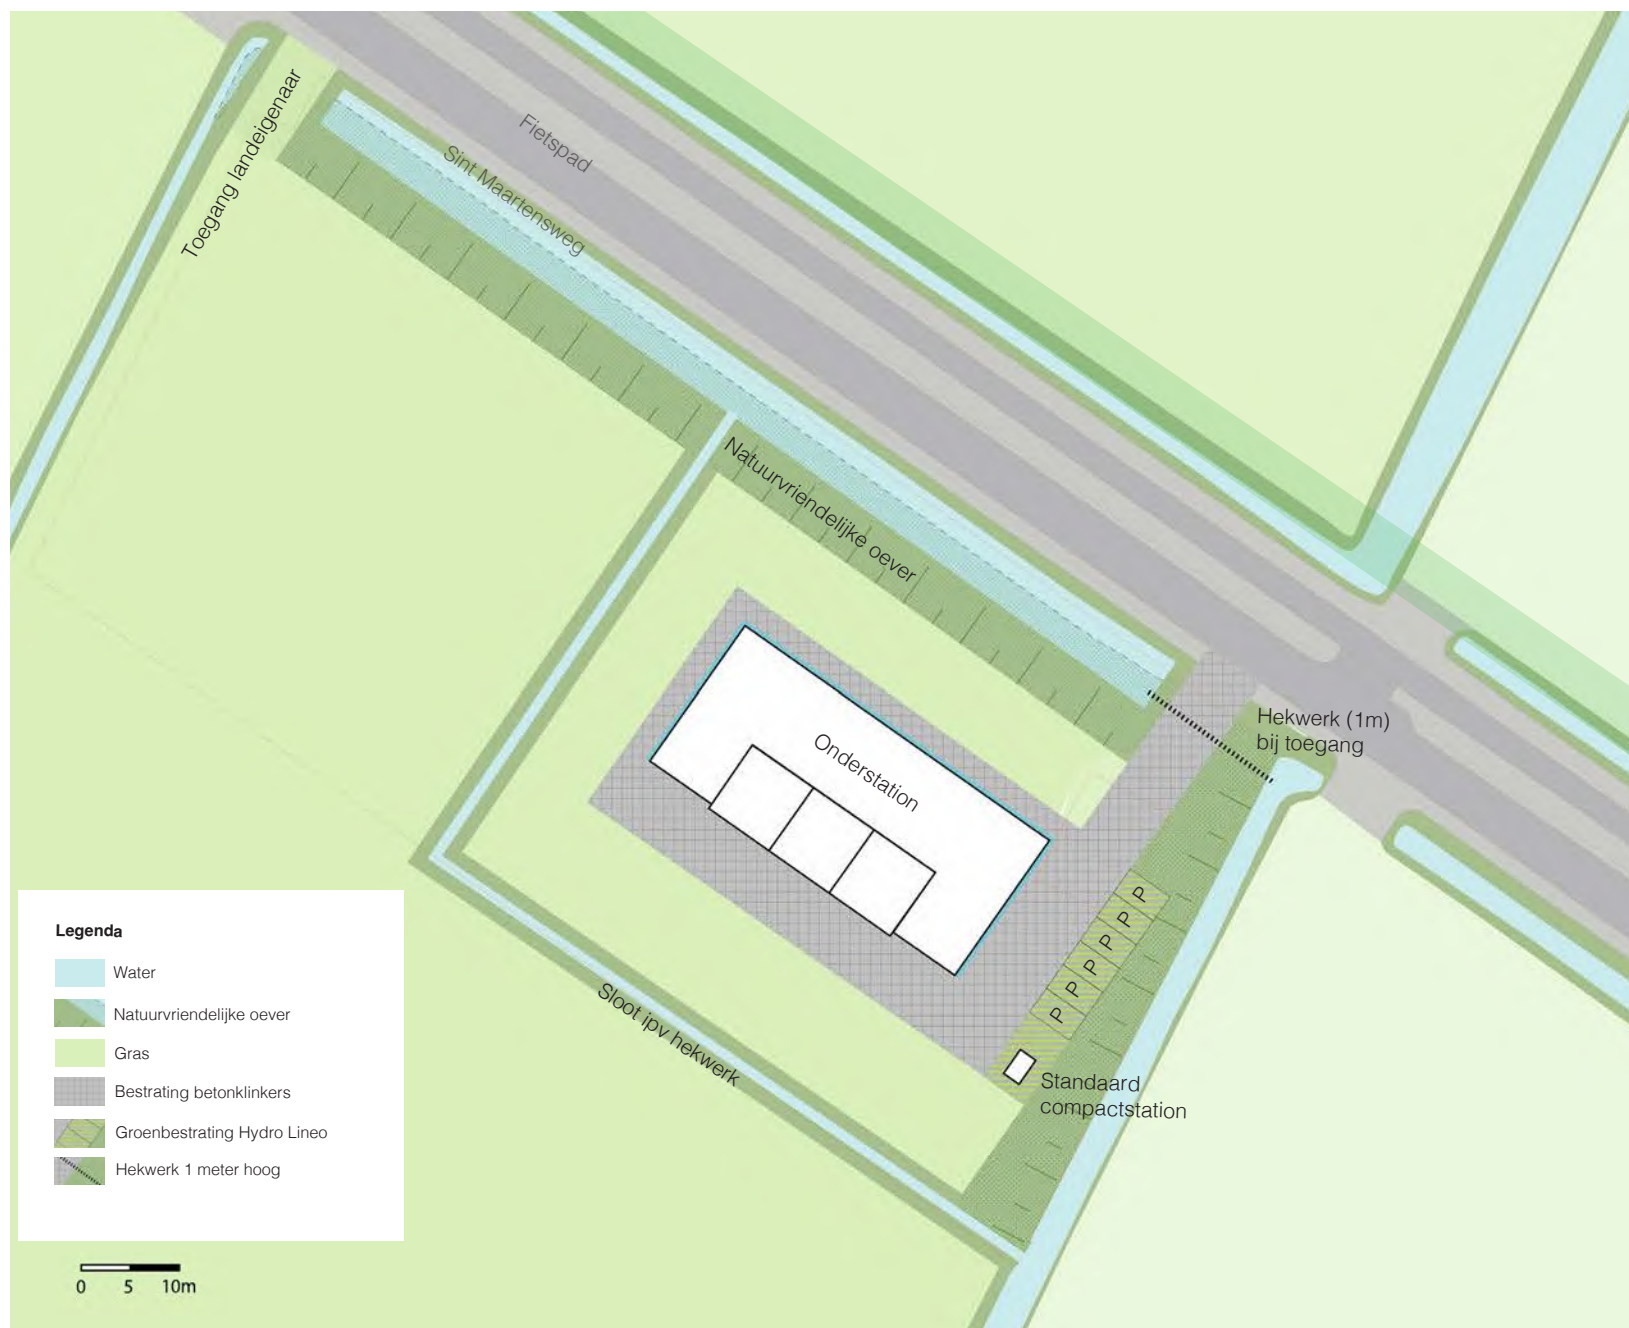 Fietspad
Sint Maartensweg
Toegang landeigenaar
Natuurvriendelijke oever
Hekwerk (1m)
bij toegang
Onderstation
P
P
P
P
P
P
Standaard
compactstation
Sloot ipv hekwerk
Legenda
Water
Natuurvriendelijke oever
Gras
Bestrating betonklinkers
Groenbestrating Hydro Lineo
Hekwerk 1 meter hoog
0 5 10m